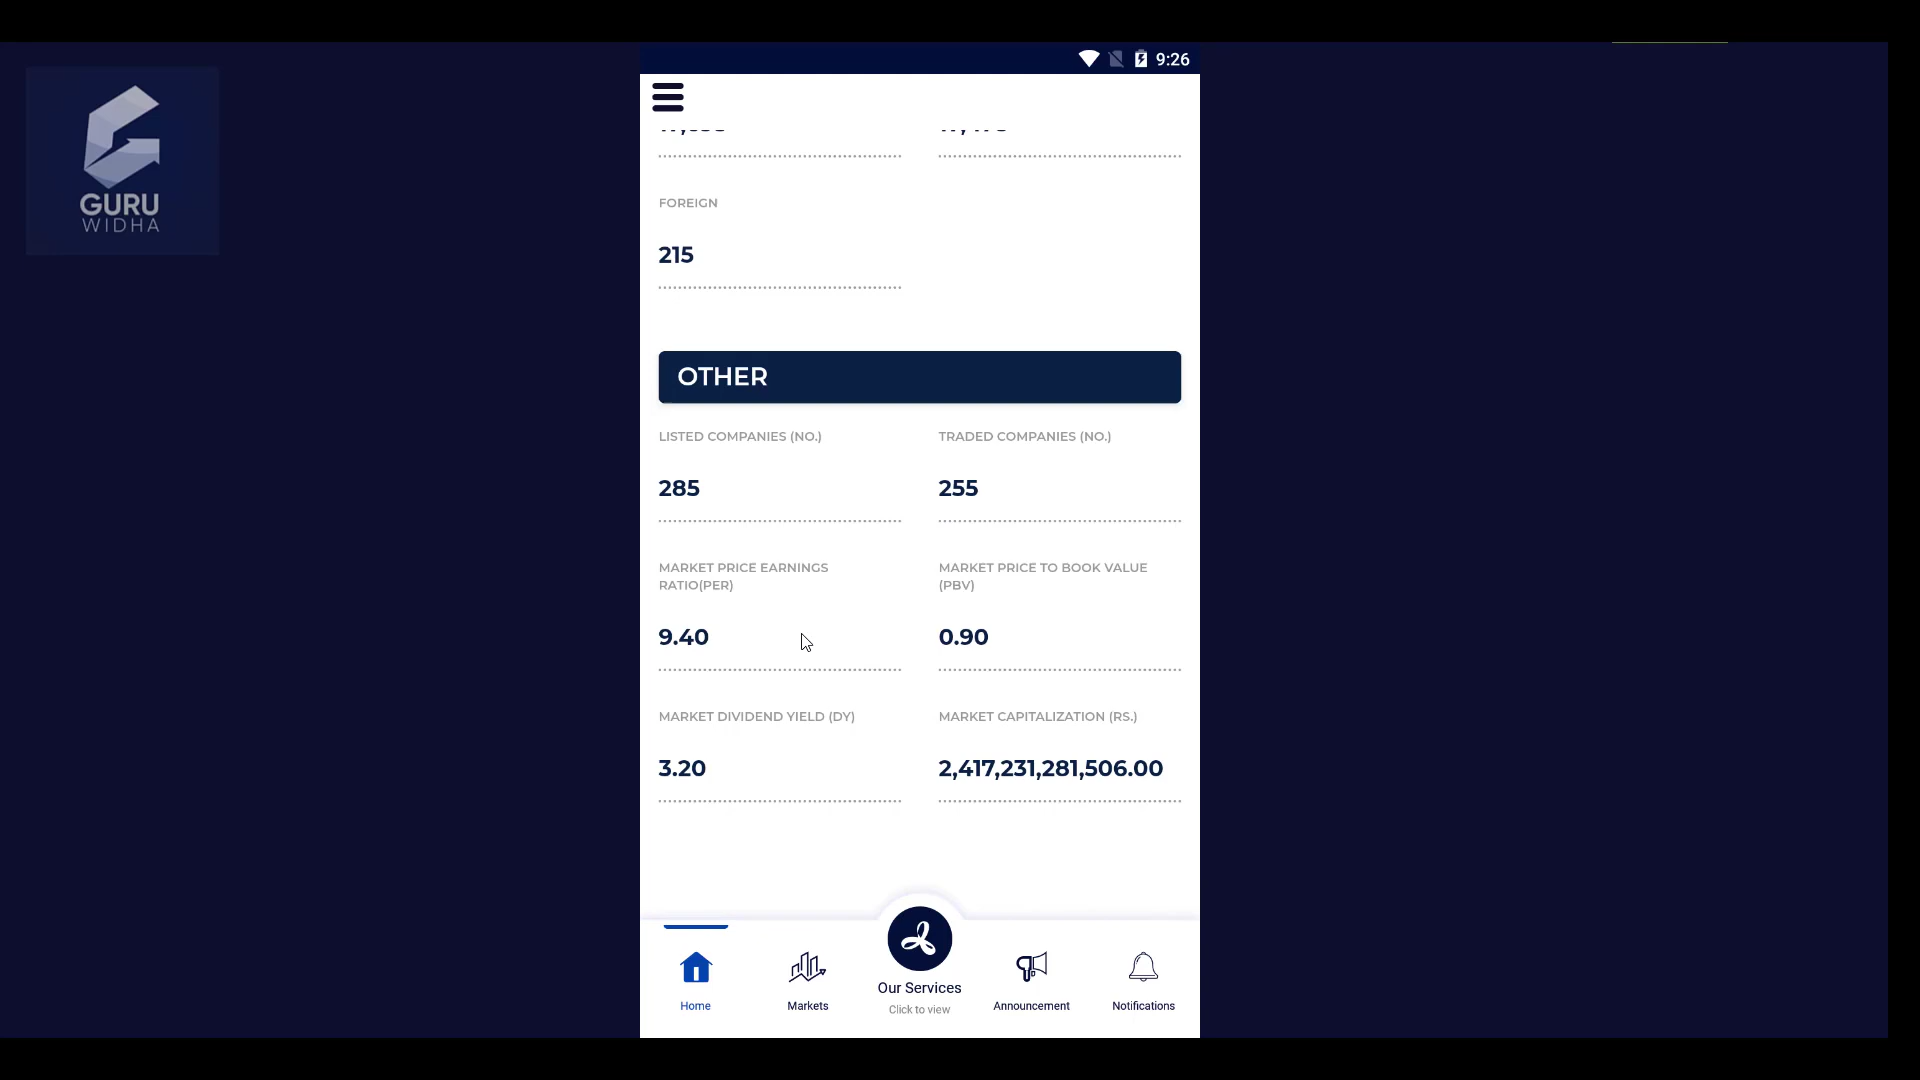 GURU
WIDHA
9:26
FOREIGN
215
OTHER
LISTED COMPANIES (NO.)
TRADED COMPANIES (NO.)
285
255
MARKET PRICE EARNINGS
RATIO(PER)
MARKET PRICE TO BOOK VALUE
(PBV)
9.40
0.90
MARKET DIVIDEND YIELD (DY)
MARKET CAPITALIZATION (RS.)
3.20
2,417,231,281,506.00
Home
Markets
Our Services
Click to view
Announcement
Notifications